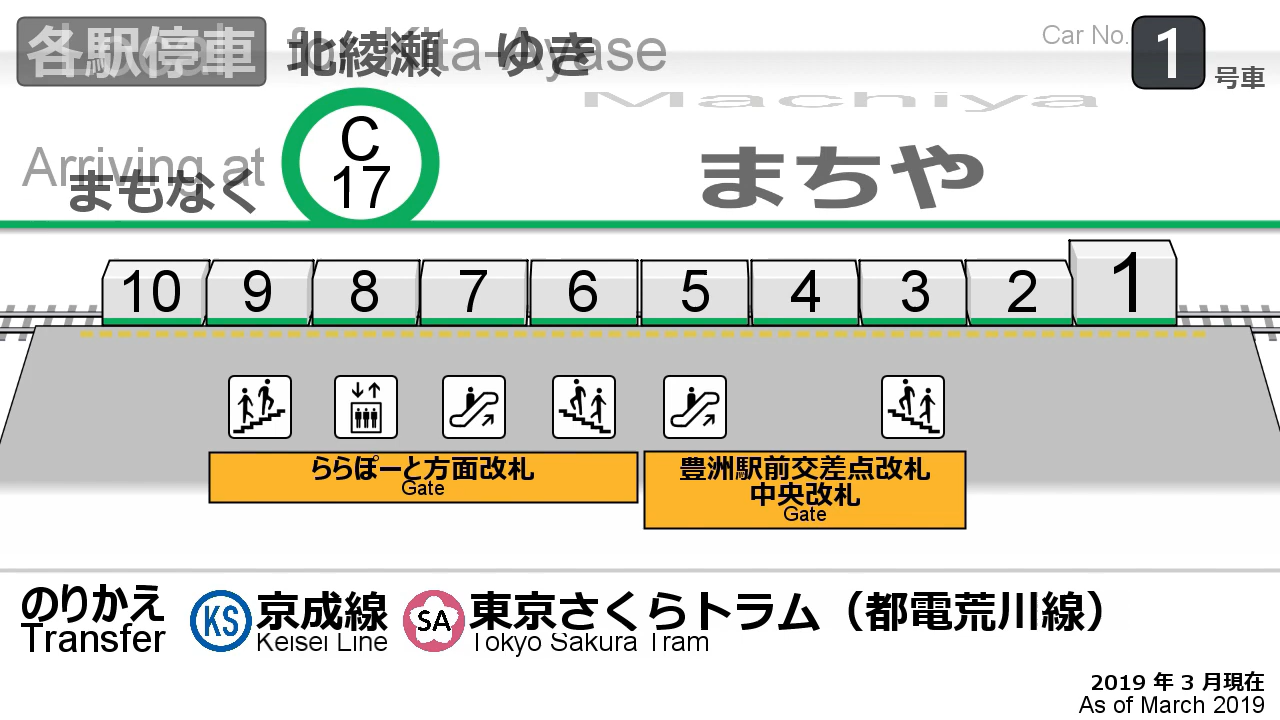 各駅停車 Local
北綾瀬 ゆき for Kita-Ayase
Car No. 1 号車
Machiya
Arriving at
まもなく
C
17
まちや
10 9 8 7 6 5 4 3 2 1
ららぽーと方面改札
Gate
豊洲駅前交差点改札
中央改札
Gate
のりかえ
Transfer
KS 京成線
Keisei Line
SA 東京さくらトラム（都電荒川線）
Tokyo Sakura Tram
2019 年 3 月現在
As of March 2019